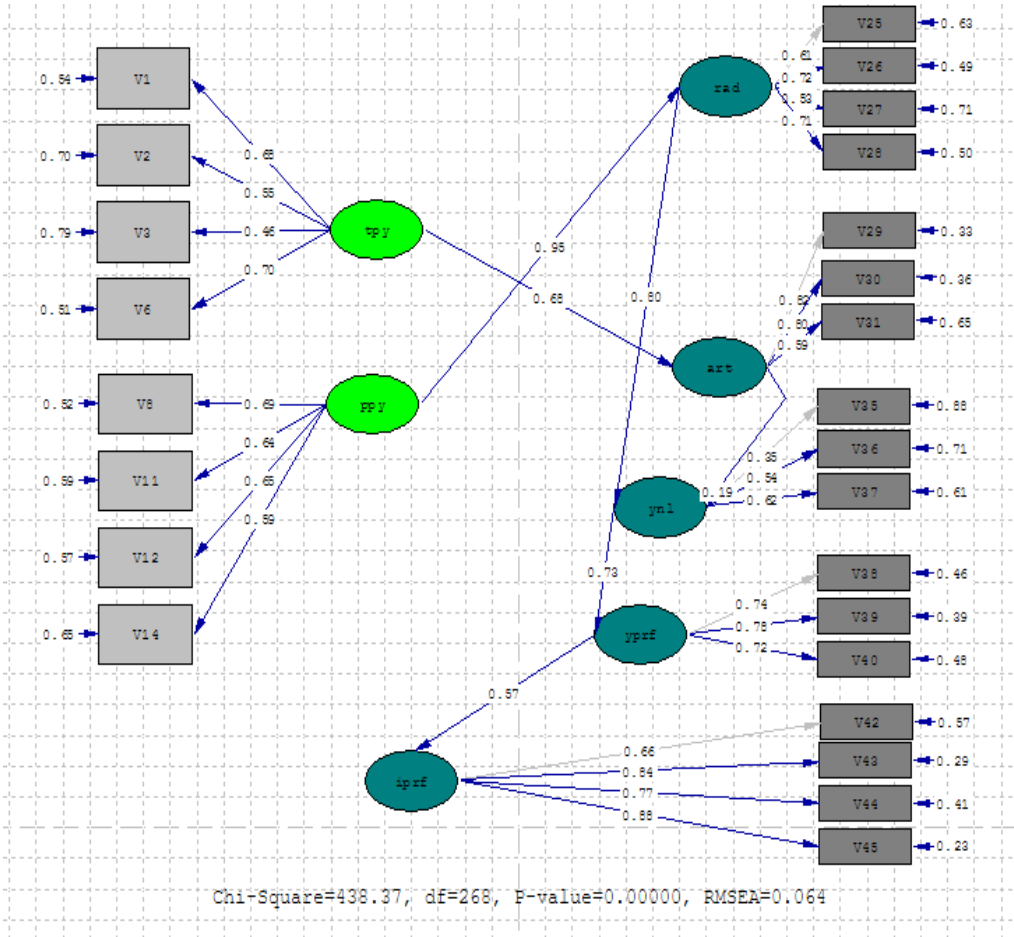 V25 0.63
0.61
V26 0.49
0.54 V1
0.72
rad
0.53
V27 0.71
0.71
V28 0.50
0.70 V2
0.68
0.55
0.79 V3
0.46
tpy
V29 0.33
0.95
0.70
V30 0.36
0.51 V6
0.68
0.80
0.82
V31 0.65
0.80
0.59
art
0.52 V8
0.69
ppy
V35 0.88
0.64
V36 0.71
0.35
0.59 V11
0.65
0.54
0.19
0.62
V37 0.61
ynl
0.59
0.57 V12
0.73
V38 0.46
0.74
V39 0.39
0.78
0.65 V14
yprf
0.72
V40 0.48
0.57
V42 0.57
0.66
V43 0.29
0.84
iprf
0.77
V44 0.41
0.88
V45 0.23
Chi-Square=438.37, df=268, P-value=0.00000, RMSEA=0.064